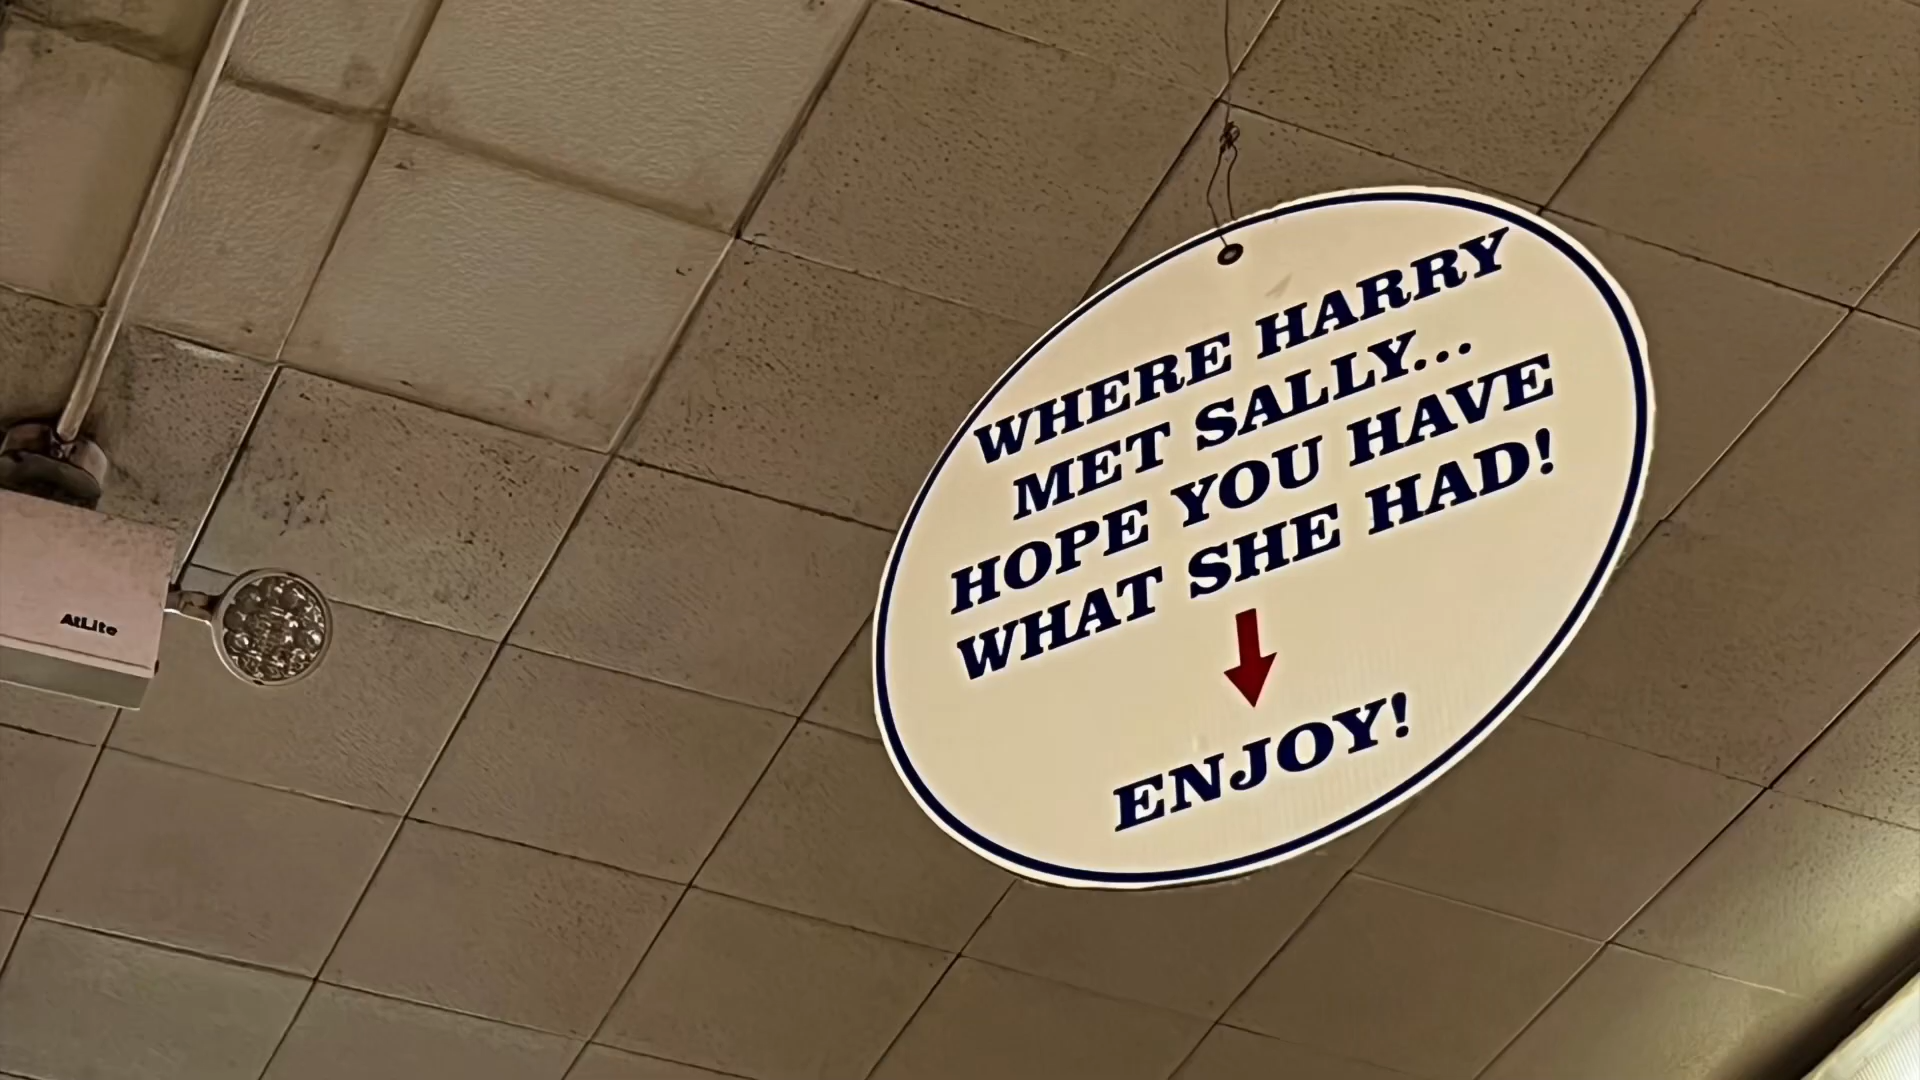 WHERE HARRY
MET SALLY...
HOPE YOU HAVE
WHAT SHE HAD!
ENJOY!
AtLite